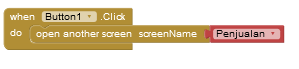 when Button1 .Click
do open another screen screenName Penjualan